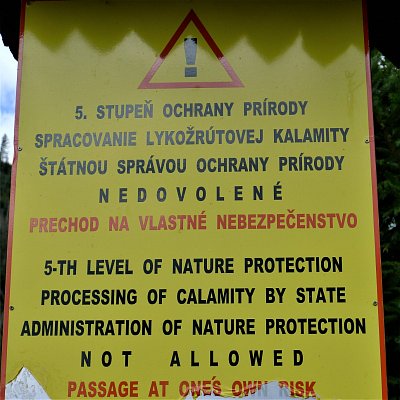 !
5. STUPEŇ OCHRANY PRÍRODY
SPRACOVANIE LYKOŽRÚTOVEJ KALAMITY
ŠTÁTNOU SPRÁVOU OCHRANY PRÍRODY
NEDOVOLENÉ
PRECHOD NA VLASTNÉ NEBEZPEČENSTVO
5-TH LEVEL OF NATURE PROTECTION
PROCESSING OF CALAMITY BY STATE
ADMINISTRATION OF NATURE PROTECTION
NOT ALLOWED
PASSAGE AT ONE'S OWN RISK